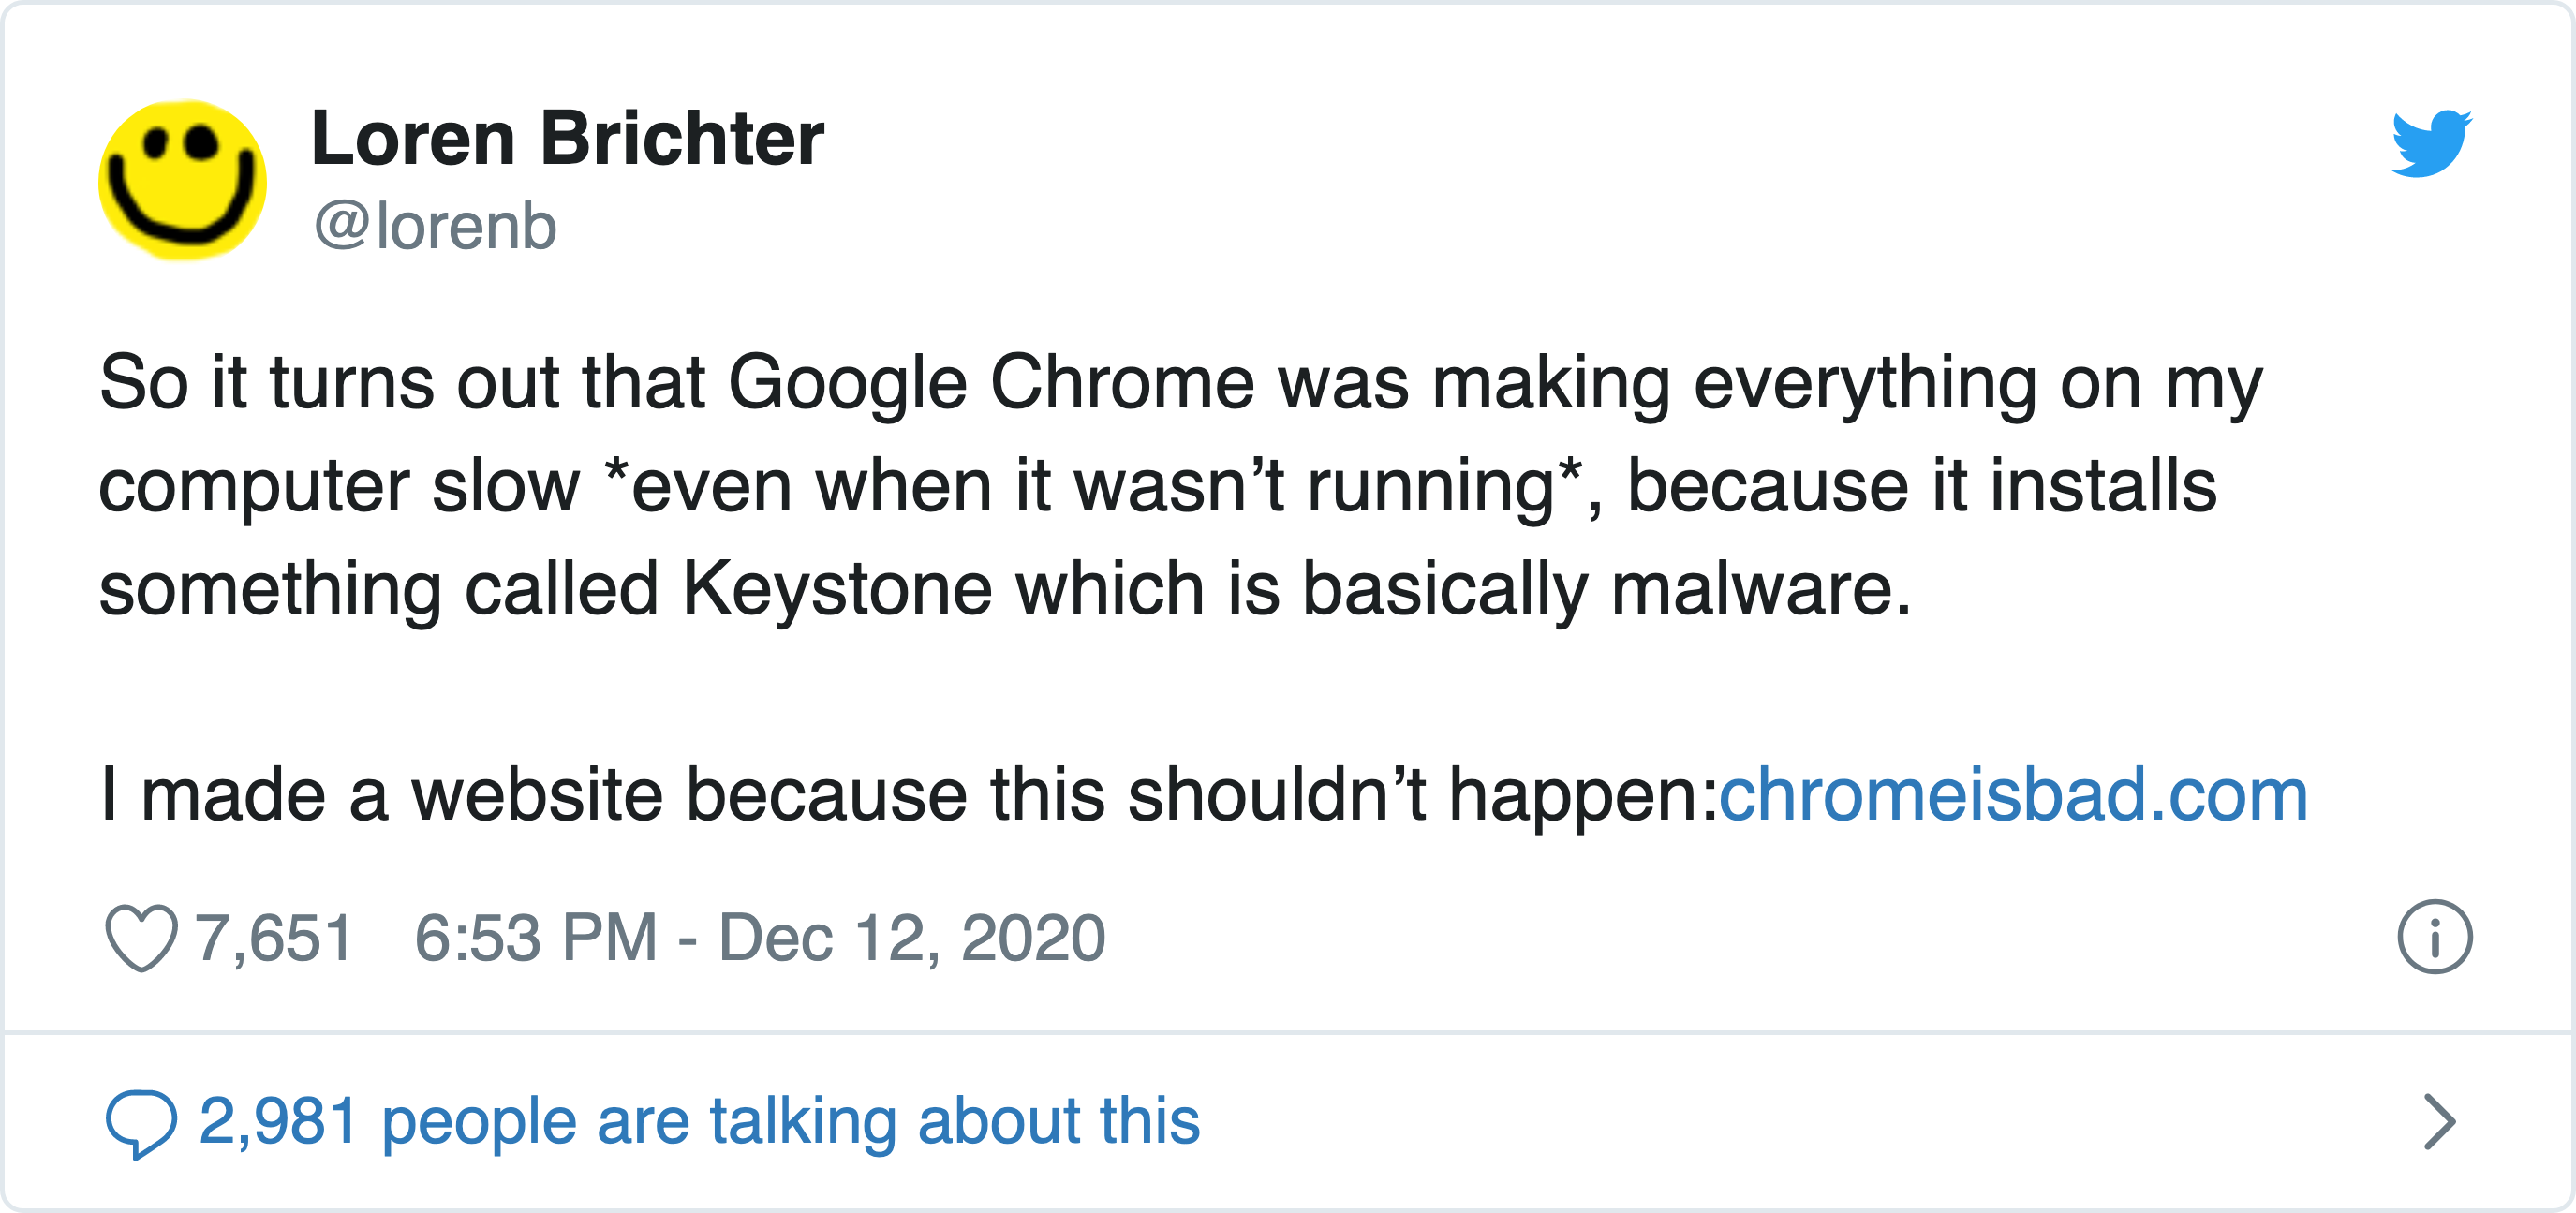 Loren Brichter
@lorenb
So it turns out that Google Chrome was making everything on my
computer slow *even when it wasn’t running*, because it installs
something called Keystone which is basically malware.
I made a website because this shouldn’t happen:chromeisbad.com
7,651 6:53 PM - Dec 12, 2020
2,981 people are talking about this